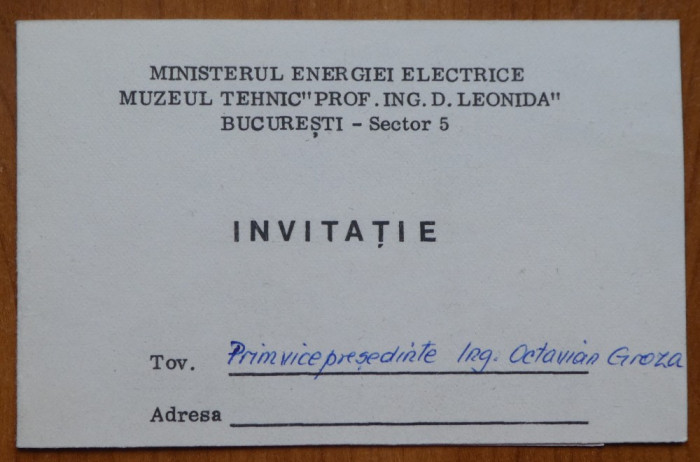 MINISTERUL ENERGIEI ELECTRICE
MUZEUL TEHNIC"PROF. ING. D. LEONIDA"
BUCUREȘTI - Sector 5
INVITAȚIE
Tov. Primvicepreședinte Ing. Octavian Groza
Adresa